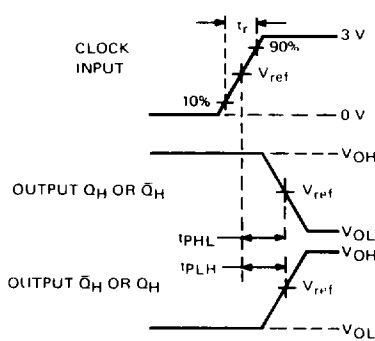 tr
3 V
CLOCK
INPUT
90%
Vref
10%
0 V
VOH
OUTPUT QH OR Q̄H
Vref
VOL
tPHL
VOH
tPLH
OUTPUT Q̄H OR QH
Vref
VOL